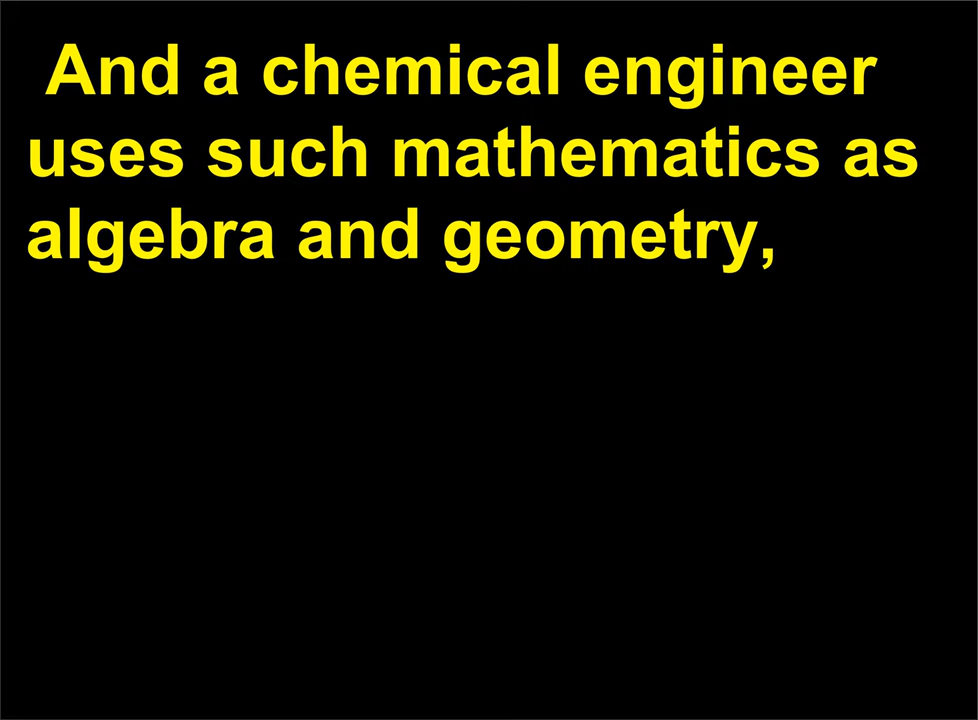 And a chemical engineer
uses such mathematics as
algebra and geometry,